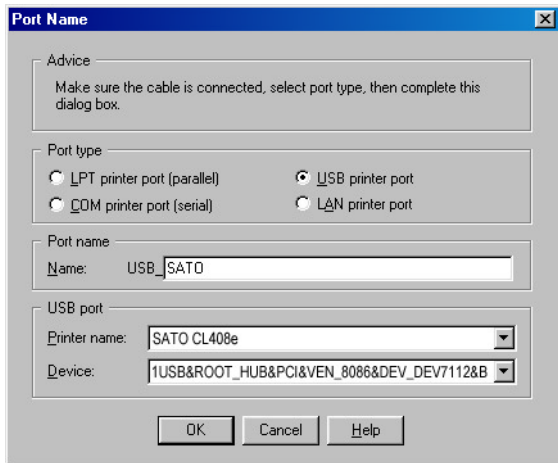 Port Name
Advice
Make sure the cable is connected, select port type, then complete this
dialog box.
Port type
LPT printer port (parallel)
USB printer port
COM printer port (serial)
LAN printer port
Port name
Name: USB_SATO
USB port
Printer name: SATO CL408e
Device: 1USB&ROOT_HUB&PCI&VEN_8086&DEV_DEV7112&B
OK Cancel Help